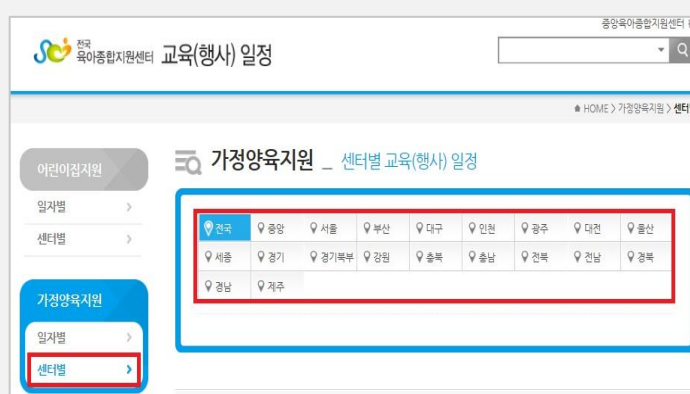 중앙육아종합지원센터
전국
육아종합지원센터 교육(행사) 일정
HOME > 가정양육지원 > 센터
어린이집지원
일자별
센터별
가정양육지원
일자별
센터별
가정양육지원 _ 센터별 교육(행사) 일정
전국 중앙 서울 부산 대구 인천 광주 대전 울산
세종 경기 경기북부 강원 충북 충남 전북 전남 경북
경남 제주